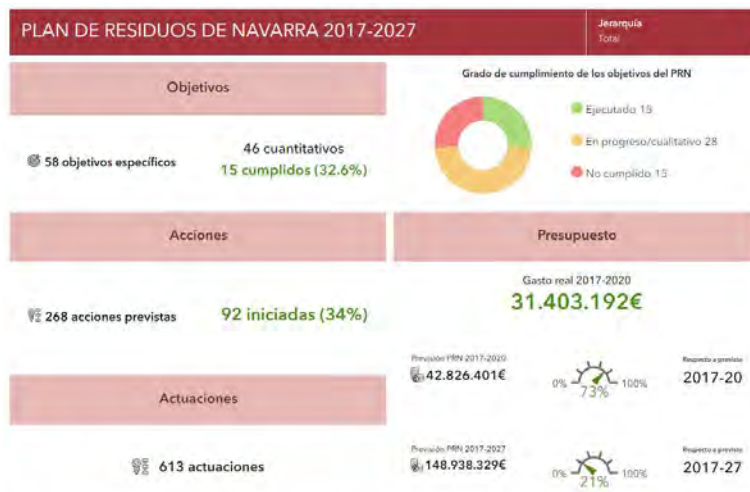 PLAN DE RESIDUOS DE NAVARRA 2017-2027
Jerarquía
Total
Objetivos
58 objetivos específicos
46 cuantitativos
15 cumplidos (32.6%)
Grado de cumplimiento de los objetivos del PRN
Ejecutado 15
En progreso/cualitativo 28
No cumplido 15
Acciones
268 acciones previstas
92 iniciadas (34%)
Actuaciones
613 actuaciones
Presupuesto
Gasto real 2017-2020
31.403.192€
Previsión PRN 2017-2020
42.826.401€
0%
73%
100%
Respecto a previsto
2017-20
Previsión PRN 2017-2027
148.938.329€
0%
21%
100%
Respecto a previsto
2017-27